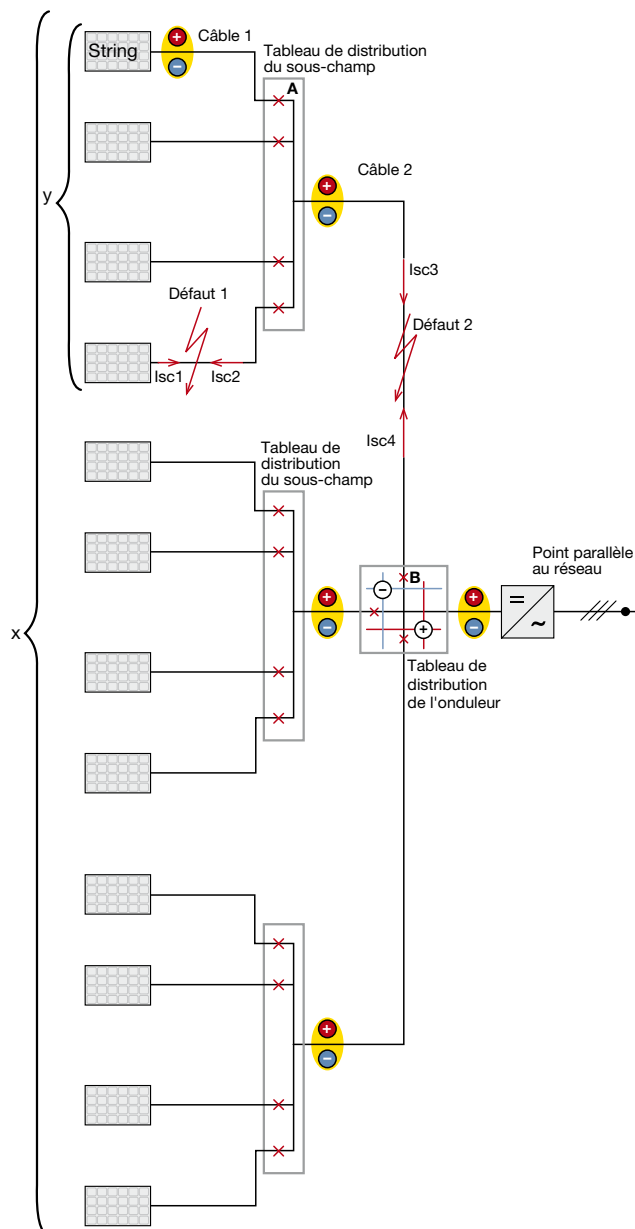 String
+
−
Câble 1
Tableau de distribution
du sous-champ
A
y
+
−
Câble 2
Isc3
Défaut 1
Défaut 2
Isc1
Isc2
Isc4
Tableau de
distribution
du sous-champ
x
B
−
+
+
−
+
−
=
~
Point parallèle
au réseau
Tableau de
distribution
de l'onduleur
+
−